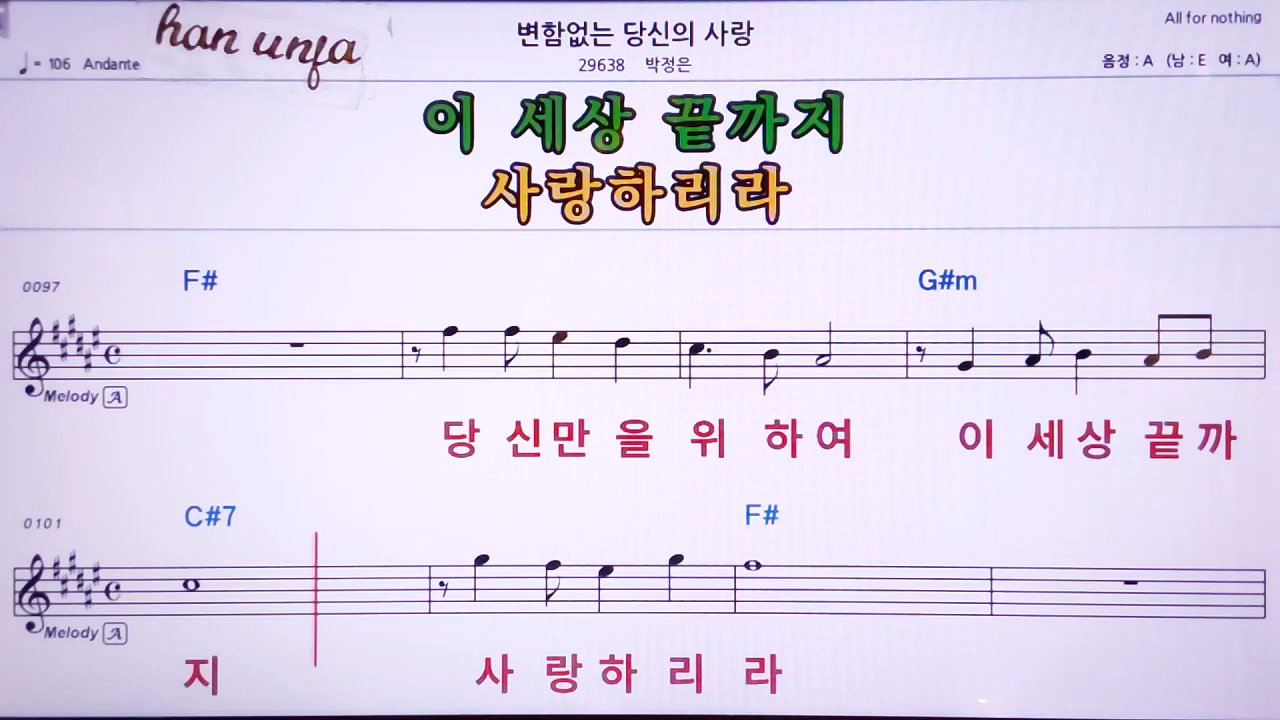 han unja
변함없는 당신의 사랑
All for nothing
♩= 106 Andante
29638 박정은
음정 : A (남 : E 여 : A)
이 세상 끝까지
사랑하리라
0097
F# G#m
Melody A
당 신만 을 위 하여 이 세상 끝 까
0101
C#7 F#
Melody A
지 사 랑하 리 라